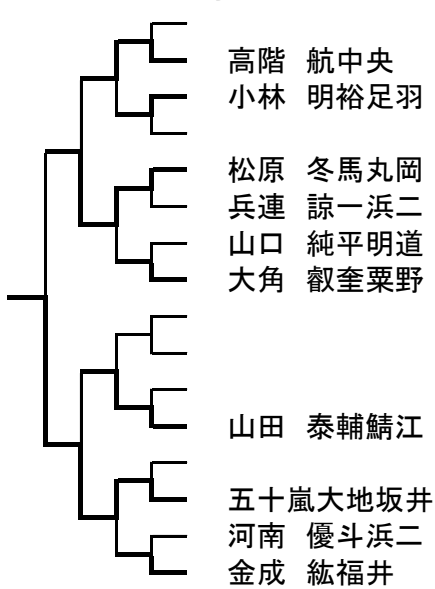 高階 航中央
小林 明裕足羽
松原 冬馬丸岡
兵連 諒一浜二
山口 純平明道
大角 叡奎粟野
山田 泰輔鯖江
五十嵐大地坂井
河南 優斗浜二
金成 紘福井